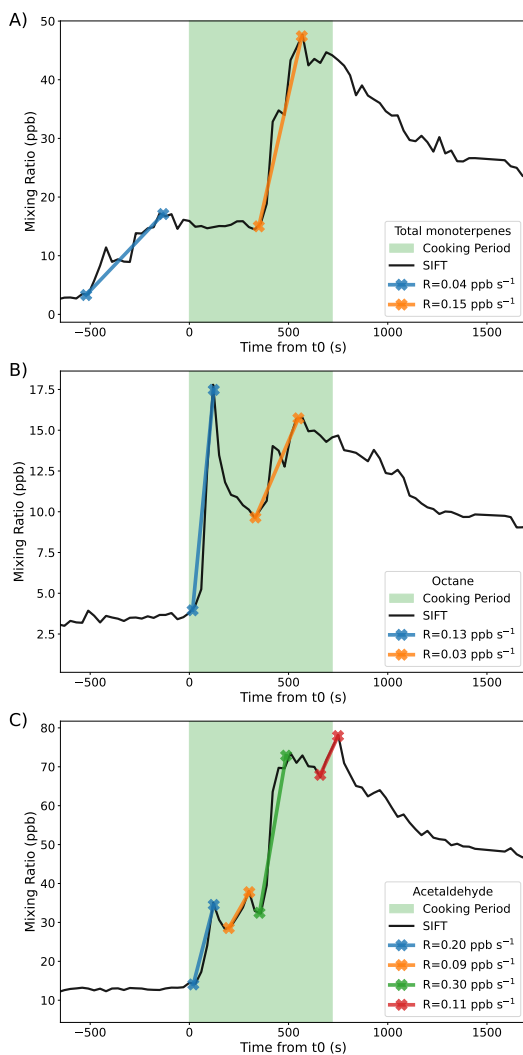 A)
50
40
30
20
10
0
Mixing Ratio (ppb)
Total monoterpenes
Cooking Period
SIFT
R=0.04 ppb s⁻¹
R=0.15 ppb s⁻¹
−500 0 500 1000 1500
Time from t0 (s)
B)
17.5
15.0
12.5
10.0
7.5
5.0
2.5
Mixing Ratio (ppb)
Octane
Cooking Period
SIFT
R=0.13 ppb s⁻¹
R=0.03 ppb s⁻¹
−500 0 500 1000 1500
Time from t0 (s)
C)
80
70
60
50
40
30
20
10
Mixing Ratio (ppb)
Acetaldehyde
Cooking Period
SIFT
R=0.20 ppb s⁻¹
R=0.09 ppb s⁻¹
R=0.30 ppb s⁻¹
R=0.11 ppb s⁻¹
−500 0 500 1000 1500
Time from t0 (s)